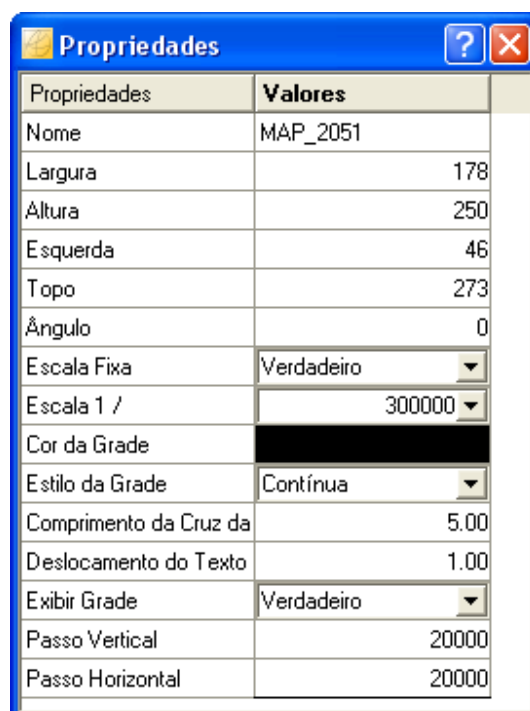 Propriedades
Propriedades Valores
Nome MAP_2051
Largura 178
Altura 250
Esquerda 46
Topo 273
Ângulo 0
Escala Fixa Verdadeiro
Escala 1 / 300000
Cor da Grade
Estilo da Grade Contínua
Comprimento da Cruz da 5.00
Deslocamento do Texto 1.00
Exibir Grade Verdadeiro
Passo Vertical 20000
Passo Horizontal 20000